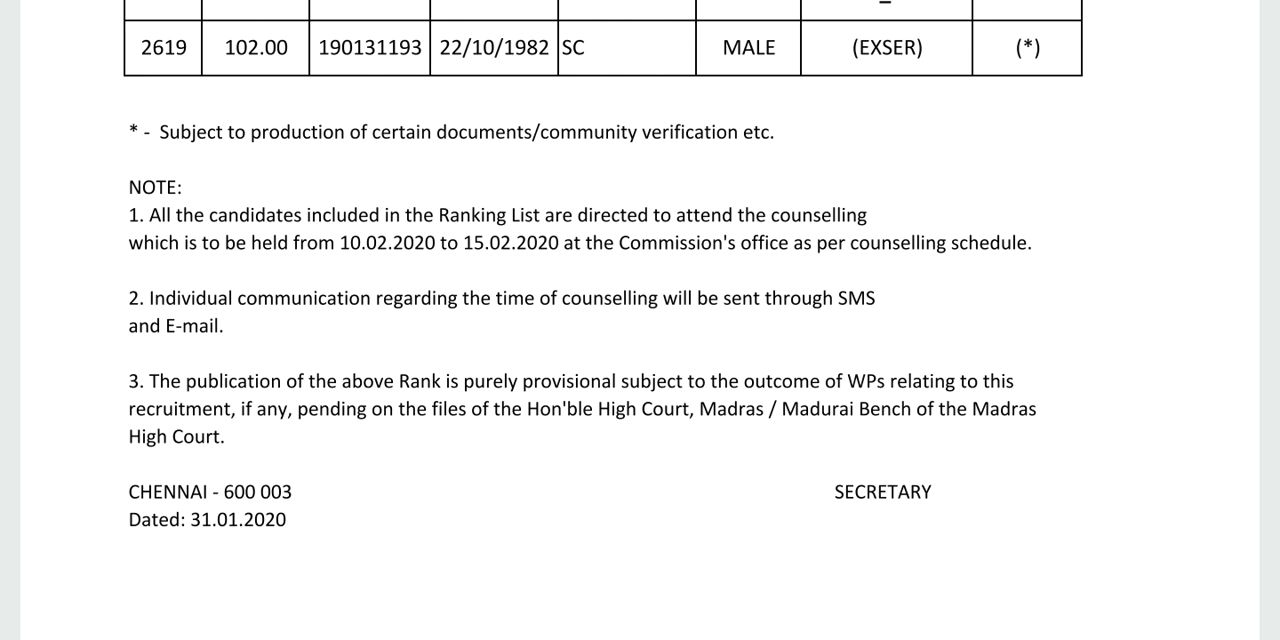 2619 102.00 190131193 22/10/1982 SC MALE (EXSER) (*)
* - Subject to production of certain documents/community verification etc.
NOTE:
1. All the candidates included in the Ranking List are directed to attend the counselling
which is to be held from 10.02.2020 to 15.02.2020 at the Commission's office as per counselling schedule.
2. Individual communication regarding the time of counselling will be sent through SMS
and E-mail.
3. The publication of the above Rank is purely provisional subject to the outcome of WPs relating to this
recruitment, if any, pending on the files of the Hon'ble High Court, Madras / Madurai Bench of the Madras
High Court.
CHENNAI - 600 003 SECRETARY
Dated: 31.01.2020